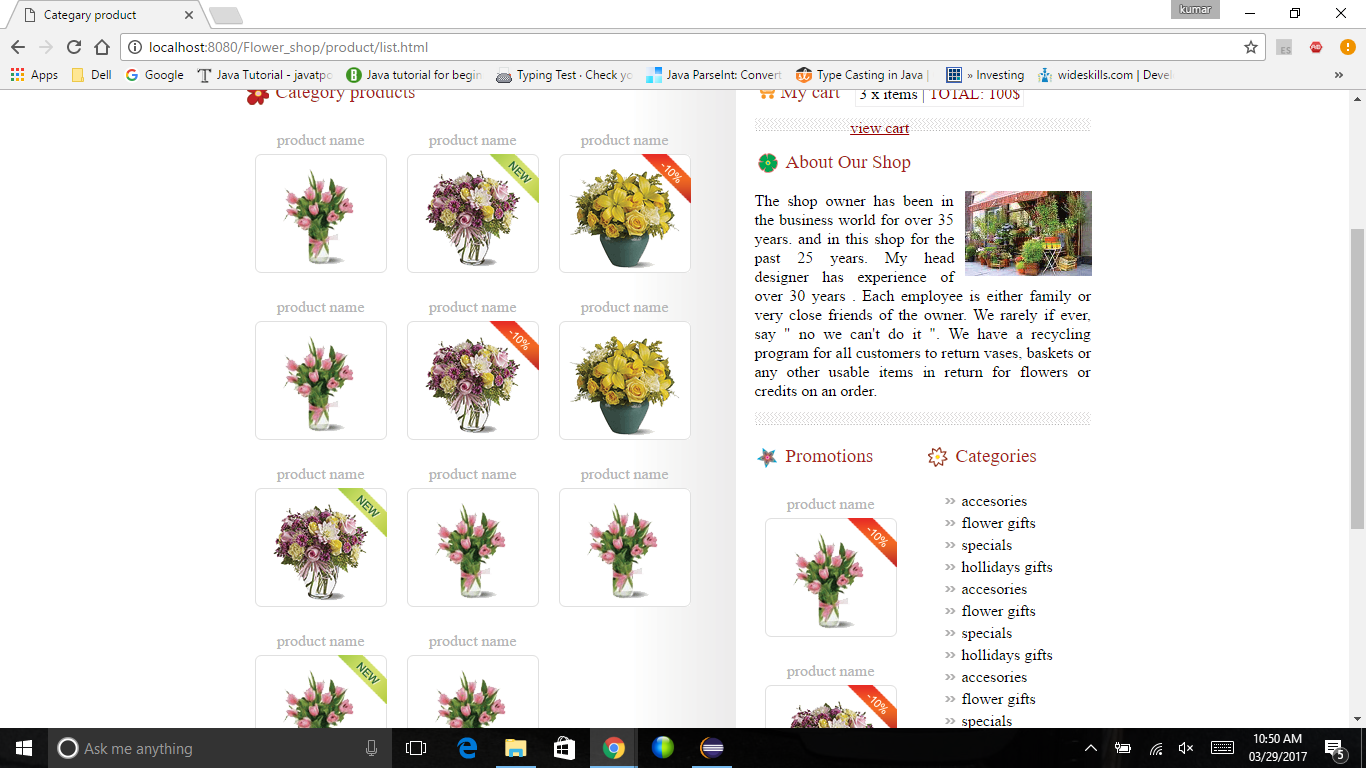 Categary product
kumar
localhost:8080/Flower_shop/product/list.html
Apps
Dell
Google
Java Tutorial - javatpo
Java tutorial for begin
Typing Test · Check yo
Java ParseInt: Convert
Type Casting in Java |
» Investing
wideskills.com | Devel
»
Category products
product name
product name
product name
NEW
-10%
product name
product name
product name
-10%
product name
product name
product name
NEW
product name
product name
NEW
My cart
3 x items | TOTAL: 100$
view cart
About Our Shop
The shop owner has been in
the business world for over 35
years. and in this shop for the
past 25 years. My head
designer has experience of
over 30 years . Each employee is either family or
very close friends of the owner. We rarely if ever,
say " no we can't do it ". We have a recycling
program for all customers to return vases, baskets or
any other usable items in return for flowers or
credits on an order.
Promotions
product name
-10%
product name
-10%
Categories
accesories
flower gifts
specials
hollidays gifts
accesories
flower gifts
specials
hollidays gifts
accesories
flower gifts
specials
Ask me anything
10:50 AM
03/29/2017
5